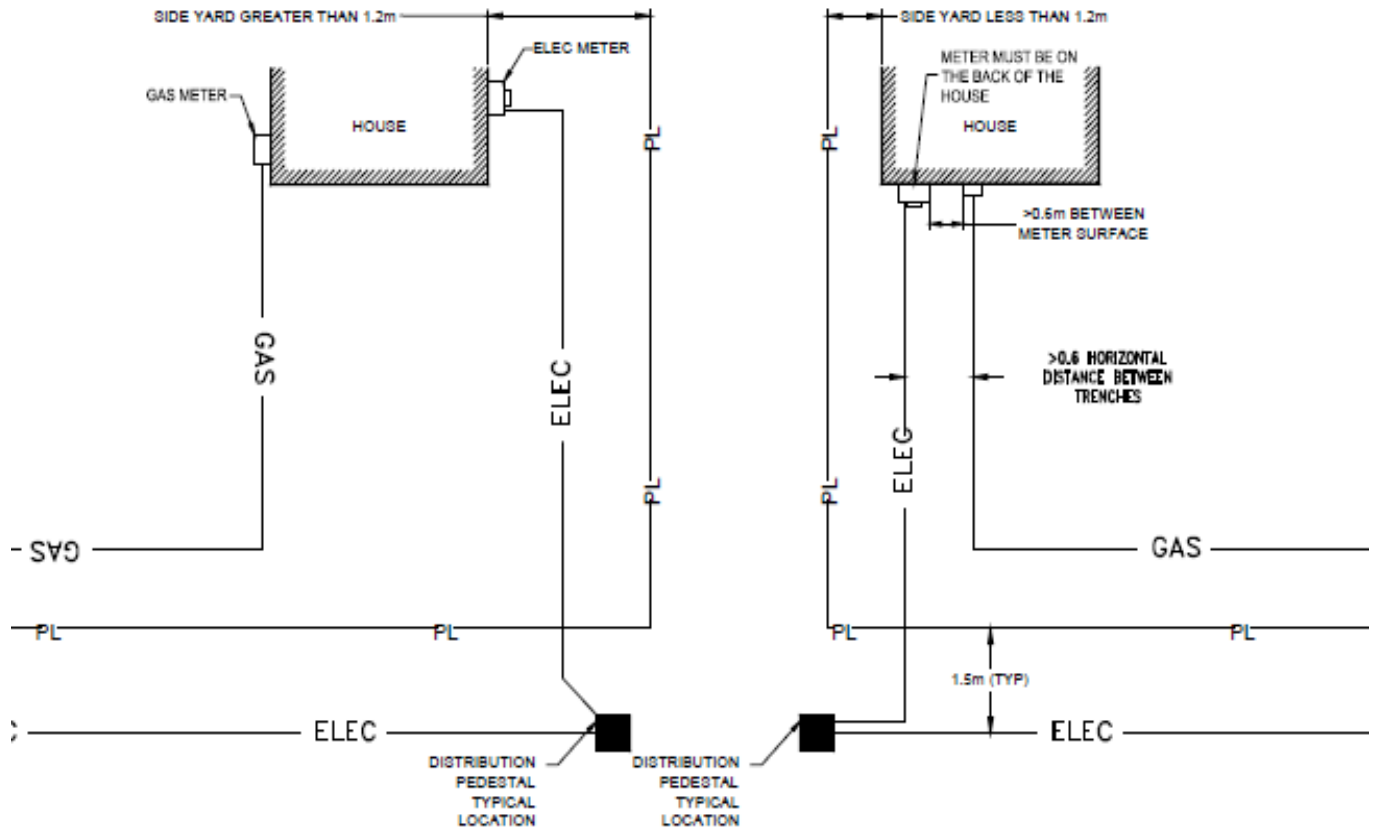 SIDE YARD GREATER THAN 1.2m
SIDE YARD LESS THAN 1.2m
ELEC METER
GAS METER
HOUSE
METER MUST BE ON
THE BACK OF THE
HOUSE
HOUSE
PL
PL
>0.6m BETWEEN
METER SURFACE
GAS
ELEC
>0.6 HORIZONTAL
DISTANCE BETWEEN
TRENCHES
ELEC
PL
PL
GAS
GAS
PL
PL
PL
PL
1.5m (TYP)
C
ELEC
ELEC
DISTRIBUTION
PEDESTAL
TYPICAL
LOCATION
DISTRIBUTION
PEDESTAL
TYPICAL
LOCATION